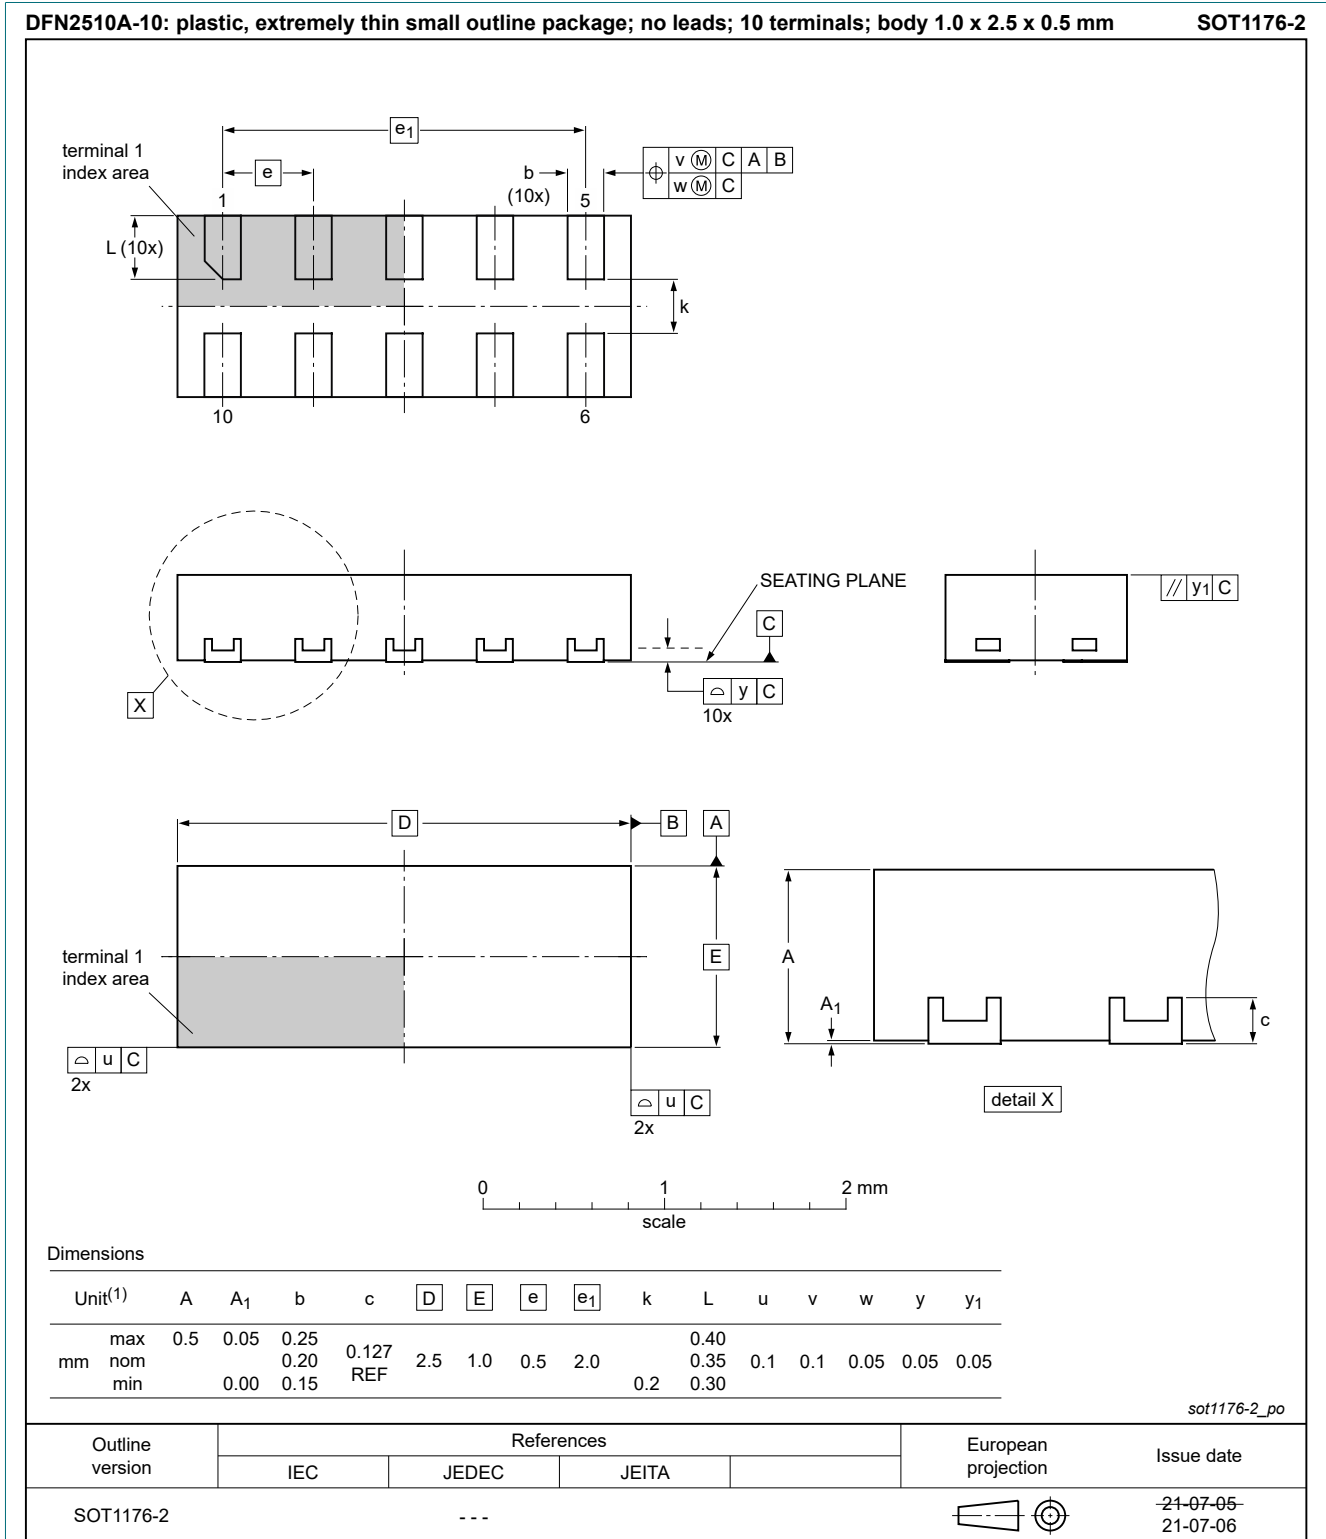 DFN2510A-10: plastic, extremely thin small outline package; no leads; 10 terminals; body 1.0 x 2.5 x 0.5 mm SOT1176-2
e1
terminal 1
index area
e
b
(10x)
v Ⓜ C A B
w Ⓜ C
1
5
L (10x)
k
10
6
SEATING PLANE
C
y1 C
X
y C
10x
D
B
A
terminal 1
index area
E
A
A1
c
u C
2x
u C
2x
detail X
0 1 2 mm
scale
Dimensions
Unit(1) A A1 b c D E e e1 k L u v w y y1
max 0.5 0.05 0.25 0.40
mm nom 0.20 0.127 REF 2.5 1.0 0.5 2.0 0.35 0.1 0.1 0.05 0.05 0.05
min 0.00 0.15 0.2 0.30
sot1176-2_po
Outline version References European projection Issue date
IEC JEDEC JEITA
SOT1176-2 - - - 21-07-05
21-07-06